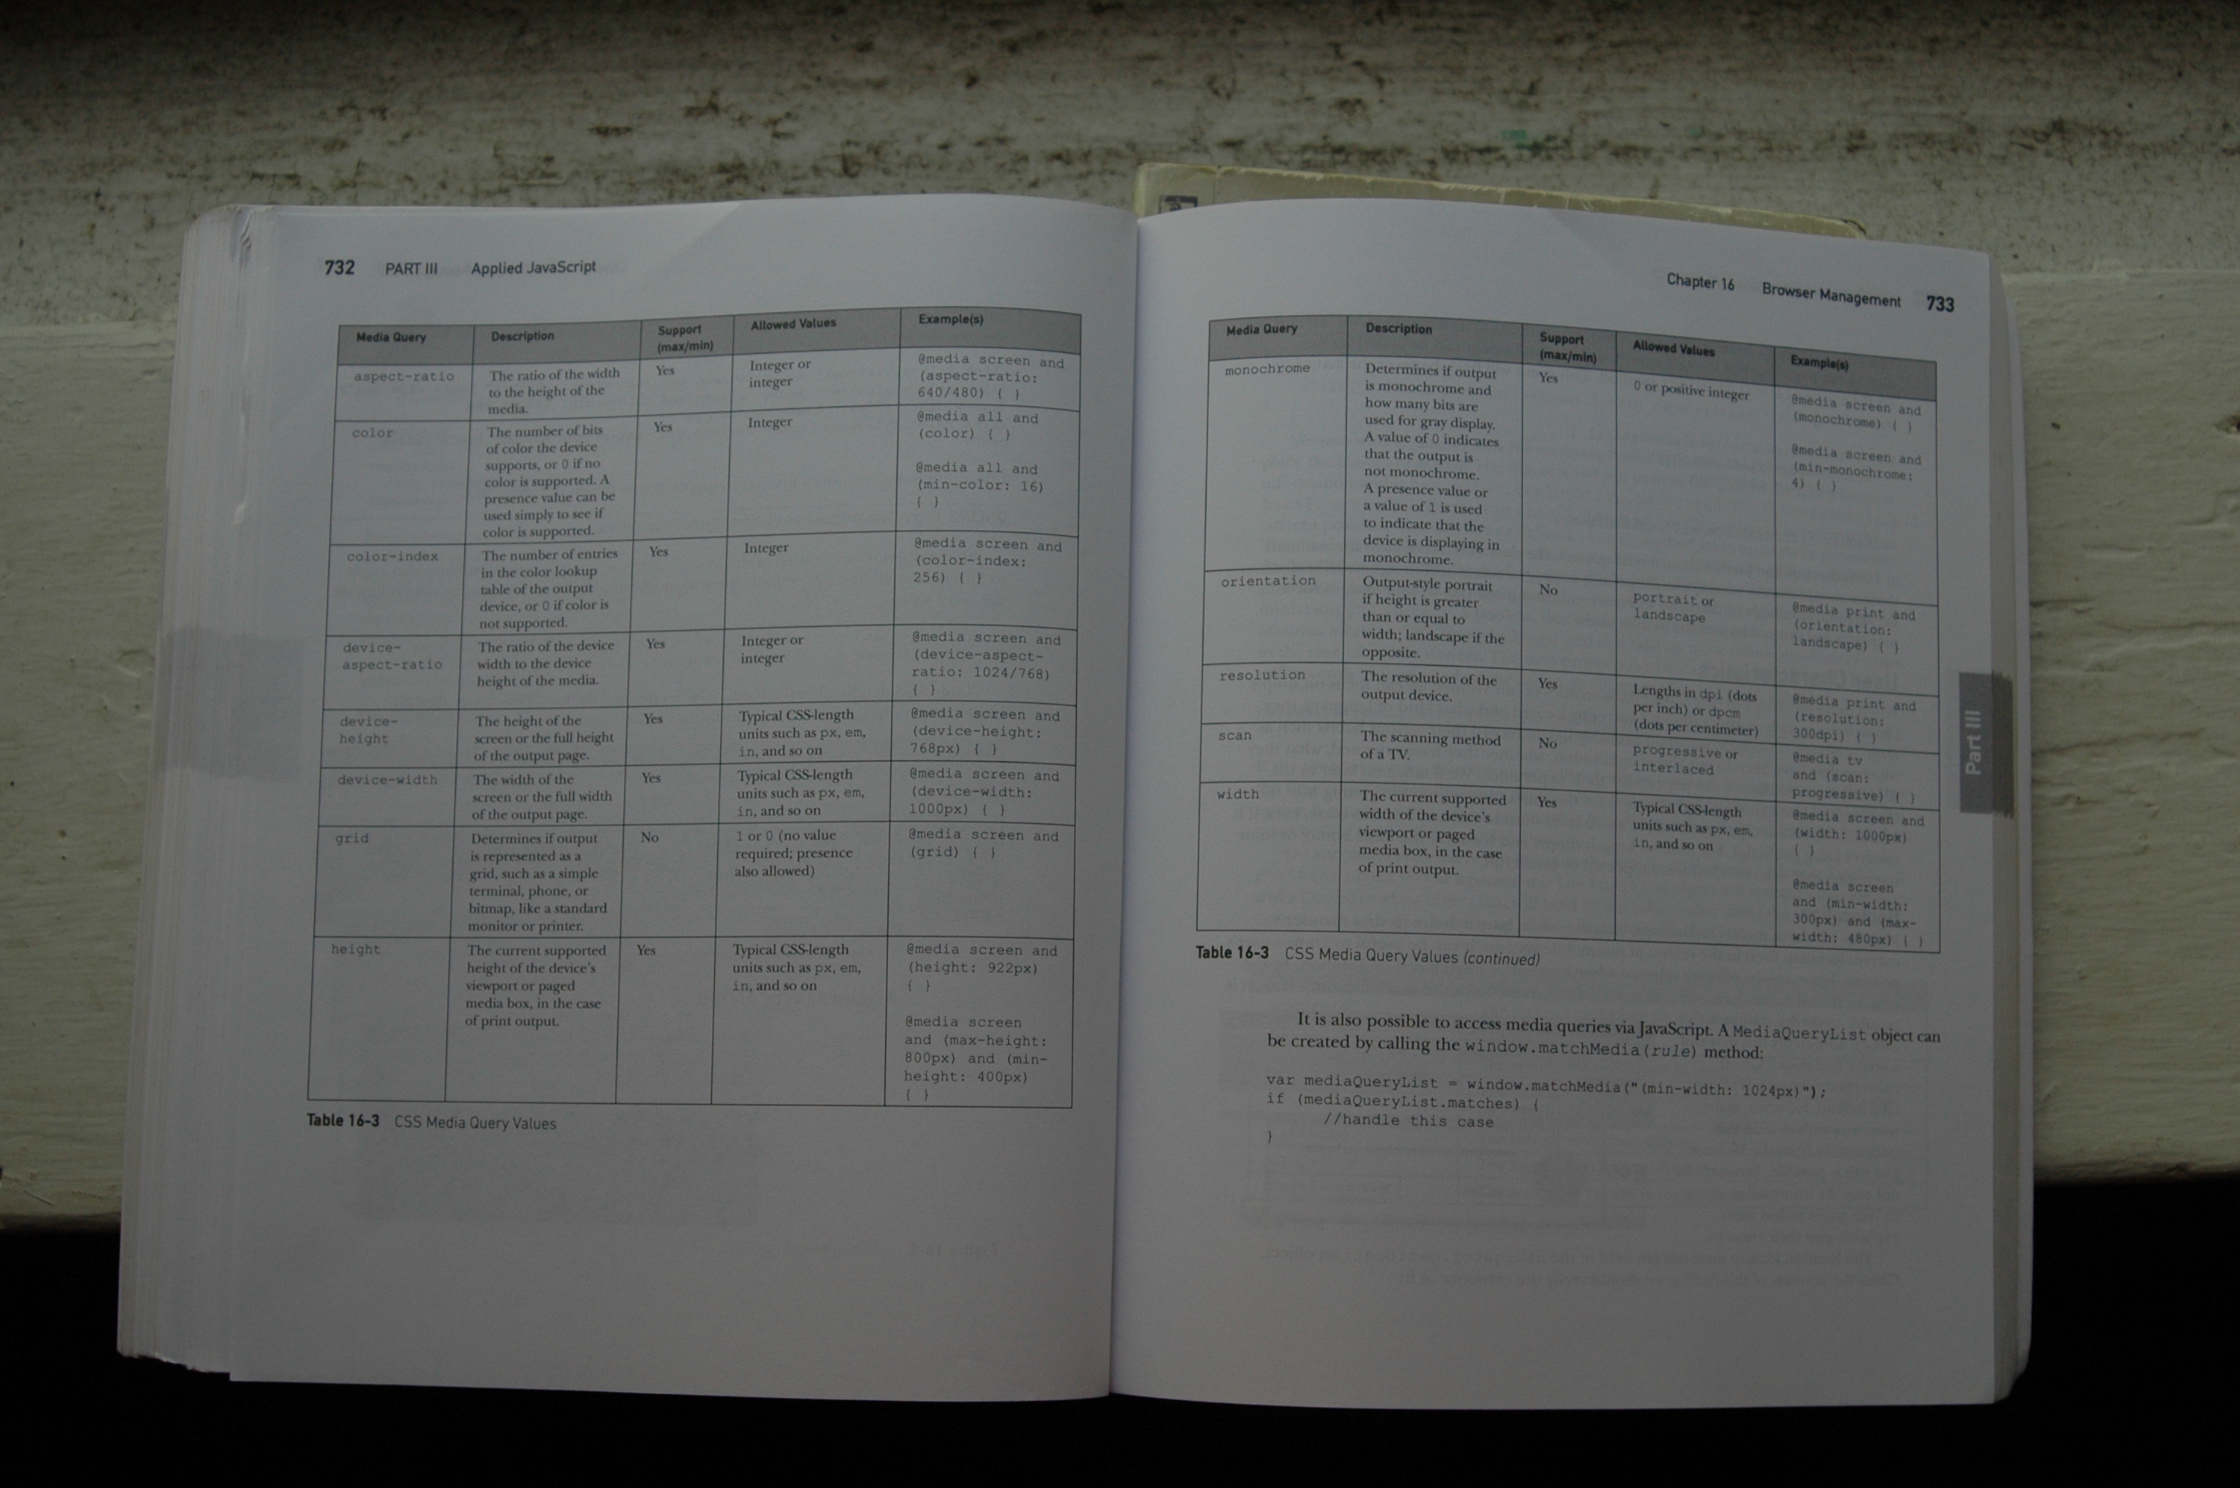 732 PART III Applied JavaScript
Media Query Description Support (max/min) Allowed Values Example(s)
aspect-ratio
The ratio of the width
to the height of the
media.
Yes
Integer or
integer
@media screen and
(aspect-ratio:
640/480) { }
color
The number of bits
of color the device
supports, or 0 if no
color is supported. A
presence value can be
used simply to see if
color is supported.
Yes
Integer
@media all and
(color) { }
@media all and
(min-color: 16)
{ }
color-index
The number of entries
in the color lookup
table of the output
device, or 0 if color is
not supported.
Yes
Integer
@media screen and
(color-index:
256) { }
device-
aspect-ratio
The ratio of the device
width to the device
height of the media.
Yes
Integer or
integer
@media screen and
(device-aspect-
ratio: 1024/768)
{ }
device-
height
The height of the
screen or the full height
of the output page.
Yes
Typical CSS-length
units such as px, em,
in, and so on
@media screen and
(device-height:
768px) { }
device-width
The width of the
screen or the full width
of the output page.
Yes
Typical CSS-length
units such as px, em,
in, and so on
@media screen and
(device-width:
1000px) { }
grid
Determines if output
is represented as a
grid, such as a simple
terminal, phone, or
bitmap, like a standard
monitor or printer.
No
1 or 0 (no value
required; presence
also allowed)
@media screen and
(grid) { }
height
The current supported
height of the device's
viewport or paged
media box, in the case
of print output.
Yes
Typical CSS-length
units such as px, em,
in, and so on
@media screen and
(height: 922px)
{ }
@media screen
and (max-height:
800px) and (min-
height: 400px)
{ }
Table 16-3 CSS Media Query Values
Chapter 16 Browser Management 733
Media Query Description Support (max/min) Allowed Values Example(s)
monochrome
Determines if output
is monochrome and
how many bits are
used for gray display.
A value of 0 indicates
that the output is
not monochrome.
A presence value or
a value of 1 is used
to indicate that the
device is displaying in
monochrome.
Yes
0 or positive integer
@media screen and
(monochrome) { }
@media screen and
(min-monochrome:
4) { }
orientation
Output-style portrait
if height is greater
than or equal to
width; landscape if the
opposite.
No
portrait or
landscape
@media print and
(orientation:
landscape) { }
resolution
The resolution of the
output device.
Yes
Lengths in dpi (dots
per inch) or dpcm
(dots per centimeter)
@media print and
(resolution:
300dpi) { }
scan
The scanning method
of a TV.
No
progressive or
interlaced
@media tv
and (scan:
progressive) { }
width
The current supported
width of the device's
viewport or paged
media box, in the case
of print output.
Yes
Typical CSS-length
units such as px, em,
in, and so on
@media screen and
(width: 1000px)
{ }
@media screen
and (min-width:
300px) and (max-
width: 480px) { }
Table 16-3 CSS Media Query Values (continued)
It is also possible to access media queries via JavaScript. A MediaQueryList object can
be created by calling the window.matchMedia(rule) method:
var mediaQueryList = window.matchMedia("(min-width: 1024px)");
if (mediaQueryList.matches) {
//handle this case
}
Part III